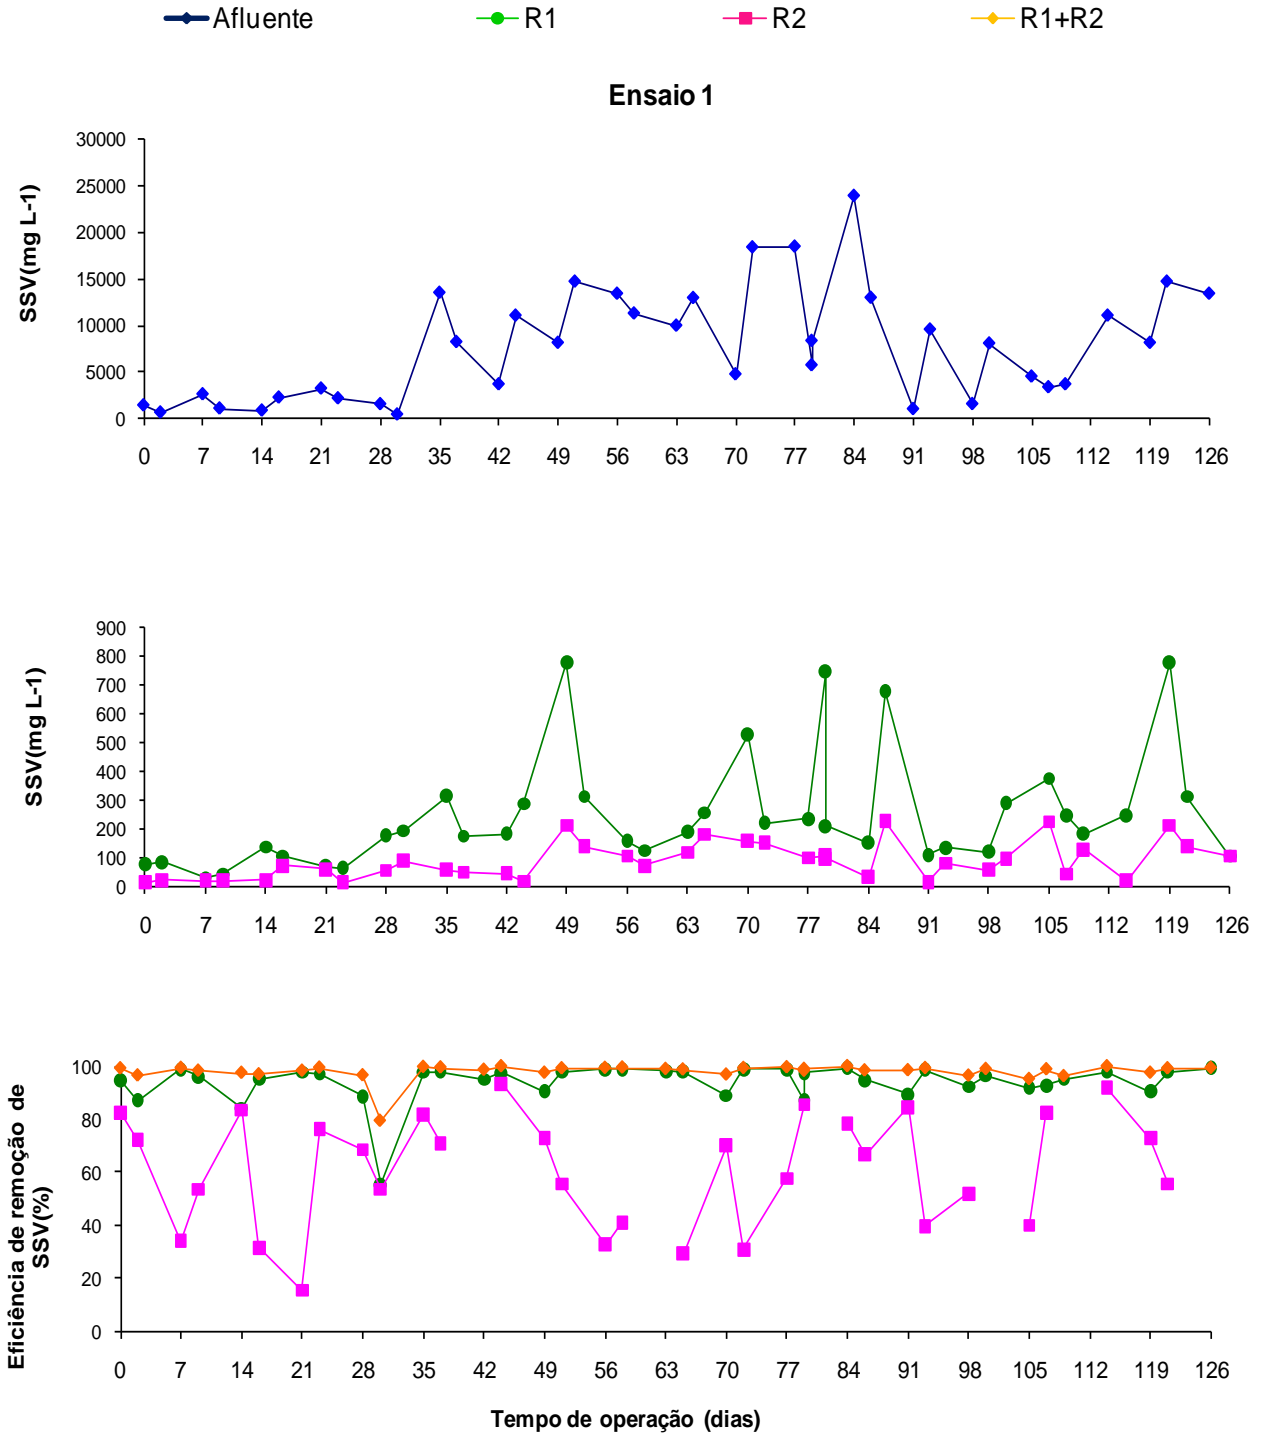 Afluente R1 R2 R1+R2
Ensaio 1
SSV(mg L-1)
30000
25000
20000
15000
10000
5000
0
0 7 14 21 28 35 42 49 56 63 70 77 84 91 98 105 112 119 126
SSV(mg L-1)
900
800
700
600
500
400
300
200
100
0
0 7 14 21 28 35 42 49 56 63 70 77 84 91 98 105 112 119 126
Eficiência de remoção de
SSV(%)
100
80
60
40
20
0
0 7 14 21 28 35 42 49 56 63 70 77 84 91 98 105 112 119 126
Tempo de operação (dias)